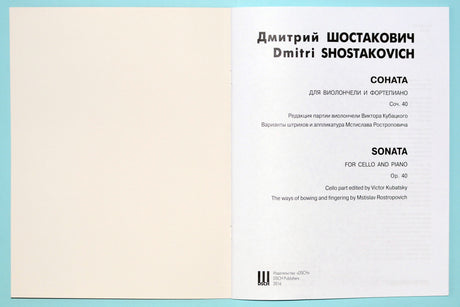 Дмитрий ШОСТАКОВИЧ
Dmitri SHOSTAKOVICH
СОНАТА
ДЛЯ ВИОЛОНЧЕЛИ И ФОРТЕПИАНО
Соч. 40
Редакция партии виолончели Виктора Кубацкого
Варианты штрихов и аппликатура Мстислава Ростроповича
SONATA
FOR CELLO AND PIANO
Op. 40
Cello part edited by Victor Kubatsky
The ways of bowing and fingering by Mstislav Rostropovich
Издательство «DSCH»
DSCH Publishers
2014
DSCH